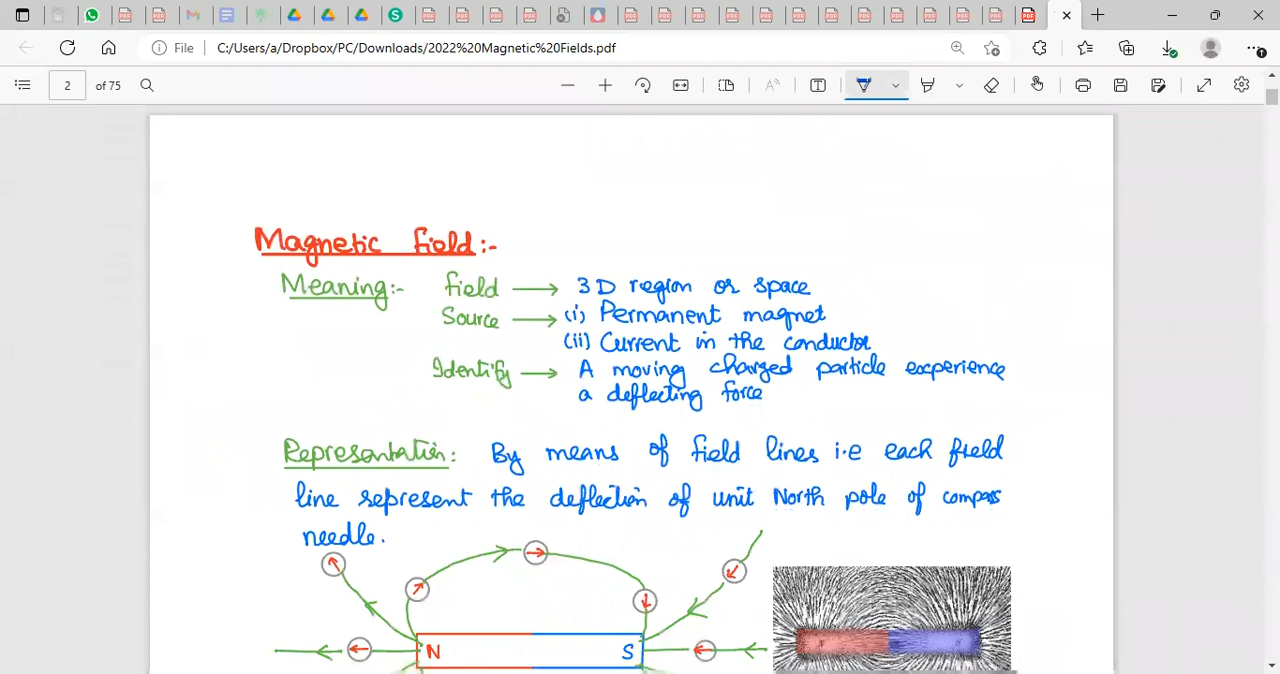 File C:/Users/a/Dropbox/PC/Downloads/2022%20Magnetic%20Fields.pdf
2 of 75
Magnetic field:-
Meaning:- field → 3D region or space
Source → (i) Permanent magnet
(ii) Current in the conductor
Identify → A moving charged particle experience
a deflecting force
Representation: By means of field lines i.e each field
line represent the deflection of unit North pole of compass
needle.
N S